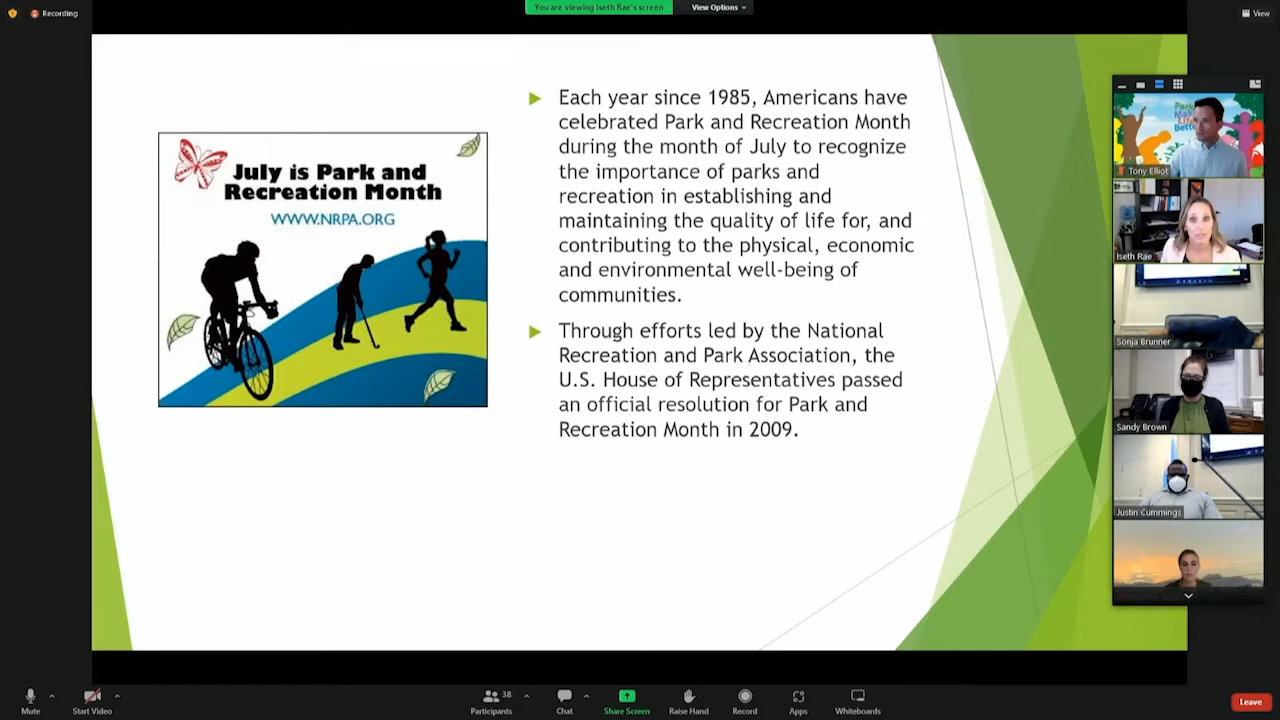 Recording
You are viewing Iseth Rae's screen
View Options
View
July is Park and
Recreation Month
WWW.NRPA.ORG
Each year since 1985, Americans have
celebrated Park and Recreation Month
during the month of July to recognize
the importance of parks and
recreation in establishing and
maintaining the quality of life for, and
contributing to the physical, economic
and environmental well-being of
communities.
Through efforts led by the National
Recreation and Park Association, the
U.S. House of Representatives passed
an official resolution for Park and
Recreation Month in 2009.
Parks
Make
Life
Better
Tony Elliot
Iseth Rae
Sonja Brunner
Sandy Brown
Justin Cummings
Mute
Start Video
38
Participants
Chat
Share Screen
Raise Hand
Record
Apps
Whiteboards
Leave